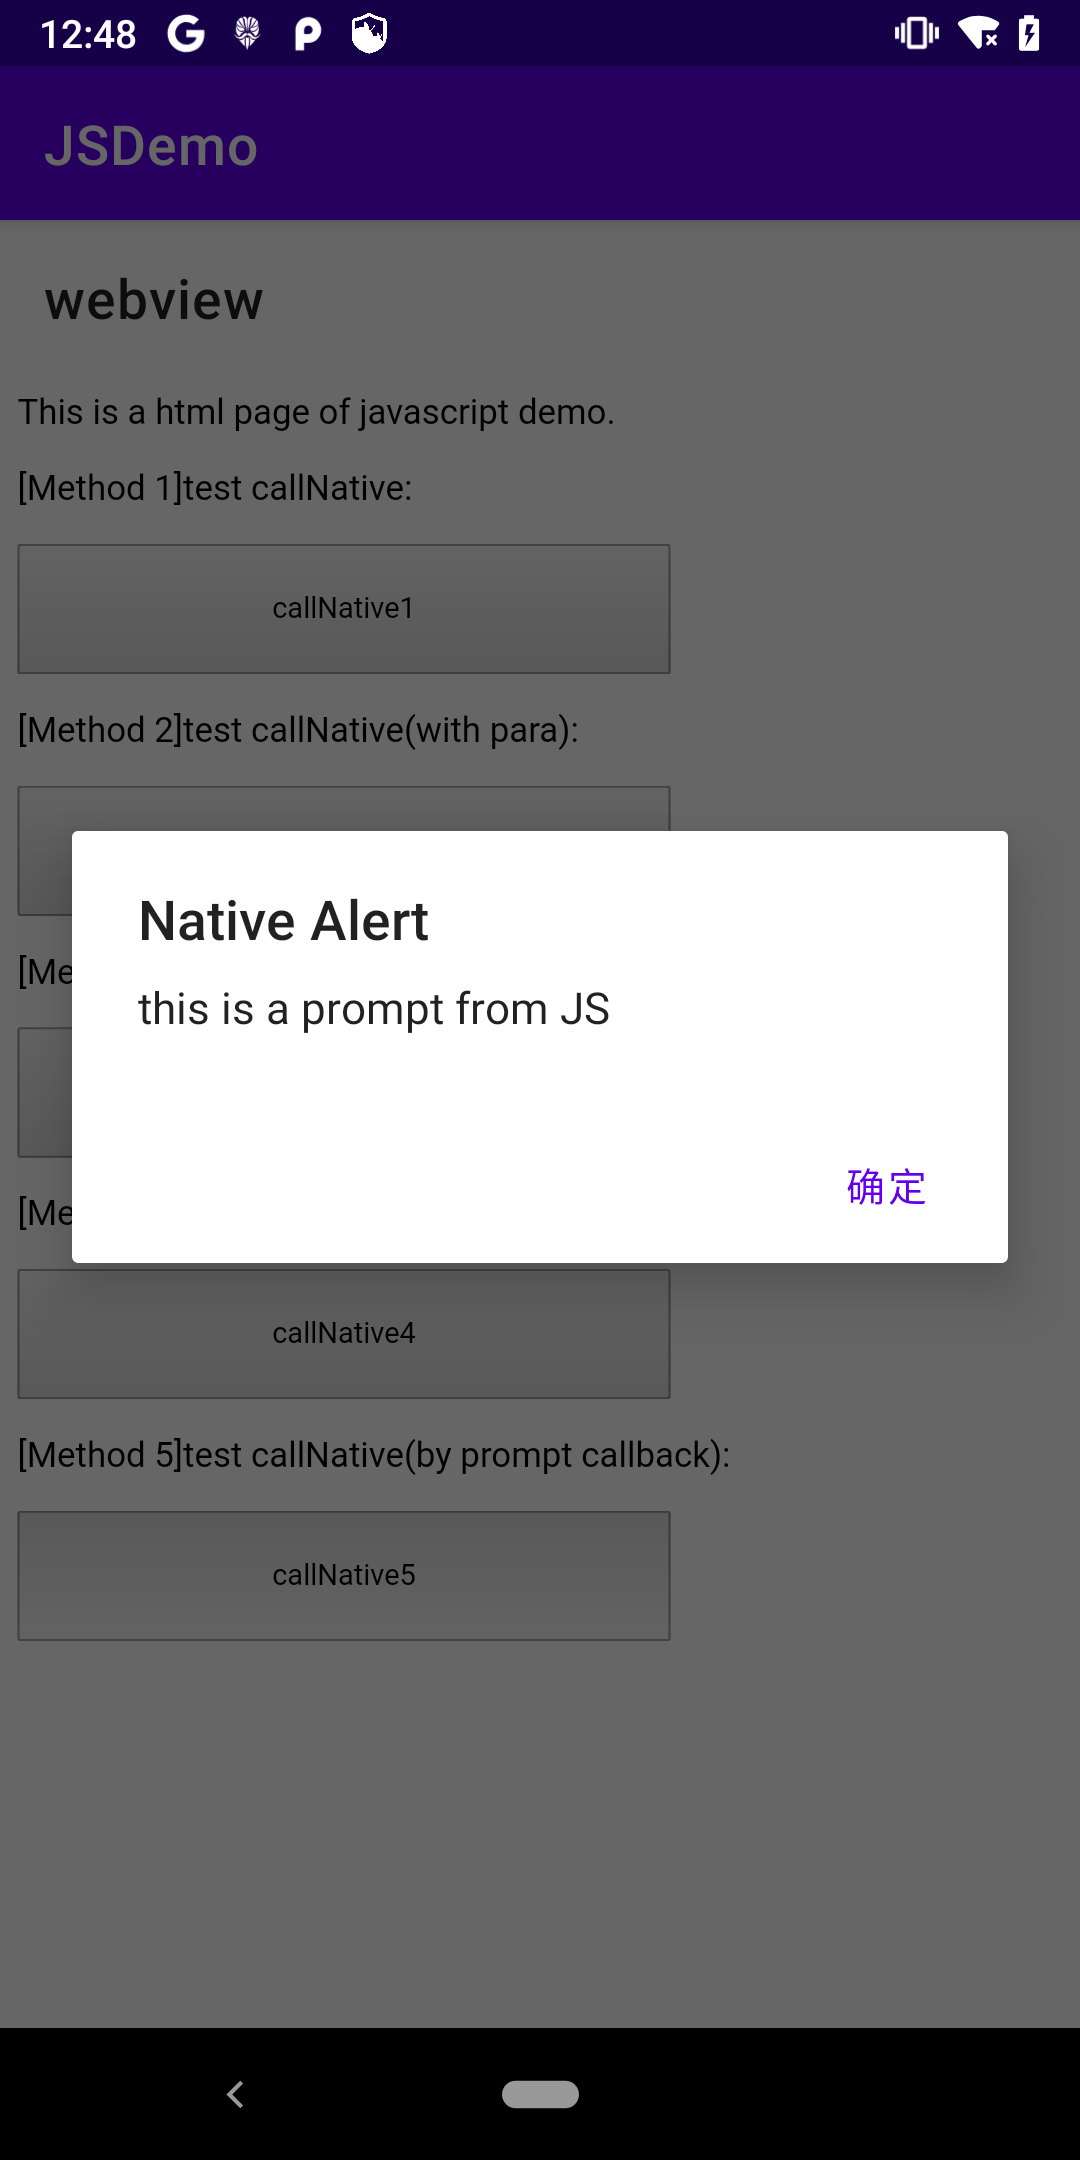 12:48
JSDemo
webview
This is a html page of javascript demo.
[Method 1]test callNative:
callNative1
[Method 2]test callNative(with para):
Native Alert
[Me
this is a prompt from JS
确定
[Me
callNative4
[Method 5]test callNative(by prompt callback):
callNative5